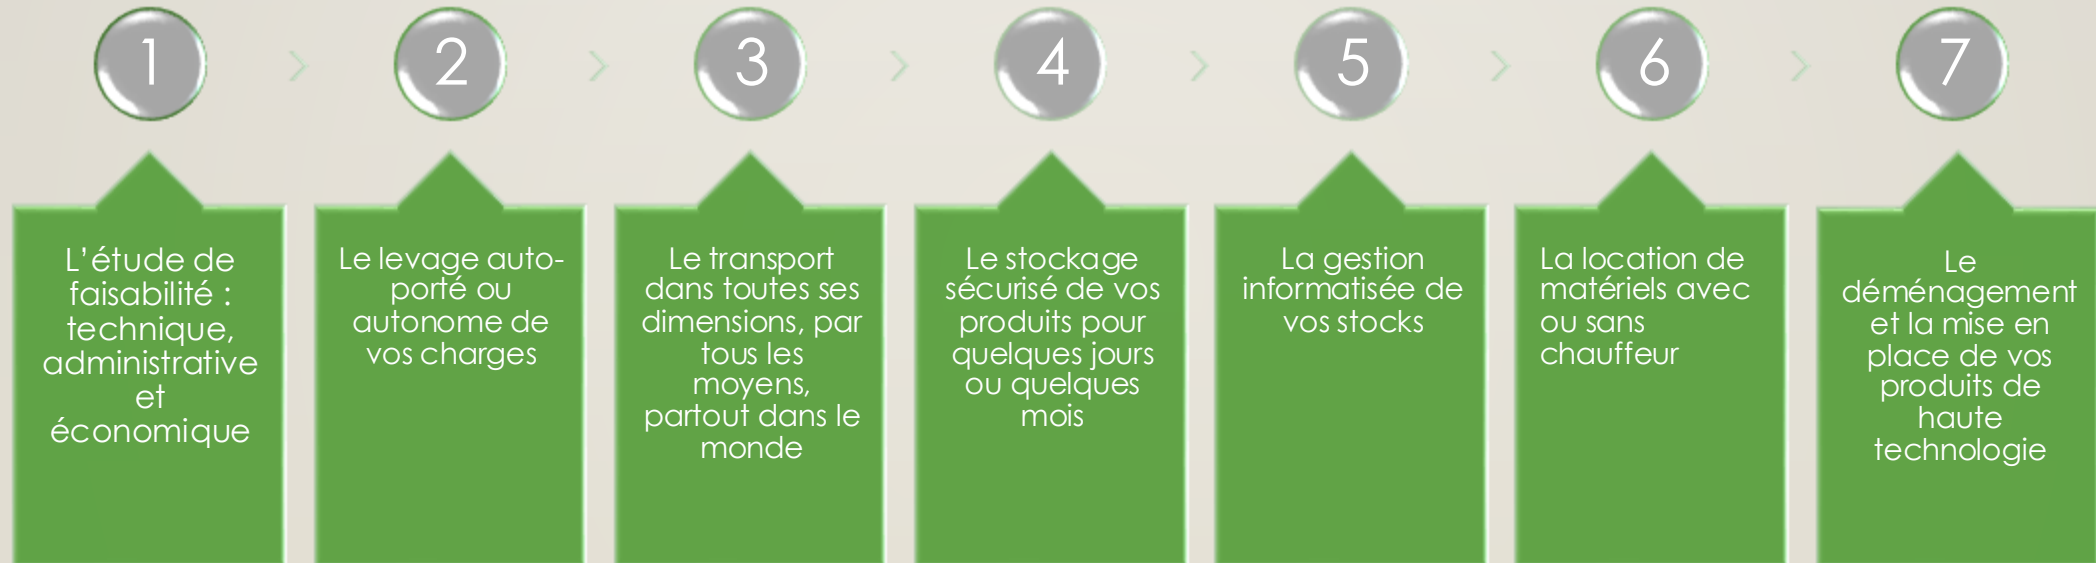 1
L'étude de
faisabilité :
technique,
administrative
et
économique
2
Le levage auto-
porté ou
autonome de
vos charges
3
Le transport
dans toutes ses
dimensions, par
tous les
moyens,
partout dans le
monde
4
Le stockage
sécurisé de vos
produits pour
quelques jours
ou quelques
mois
5
La gestion
informatisée de
vos stocks
6
La location de
matériels avec
ou sans
chauffeur
7
Le
déménagement
et la mise en
place de vos
produits de
haute
technologie